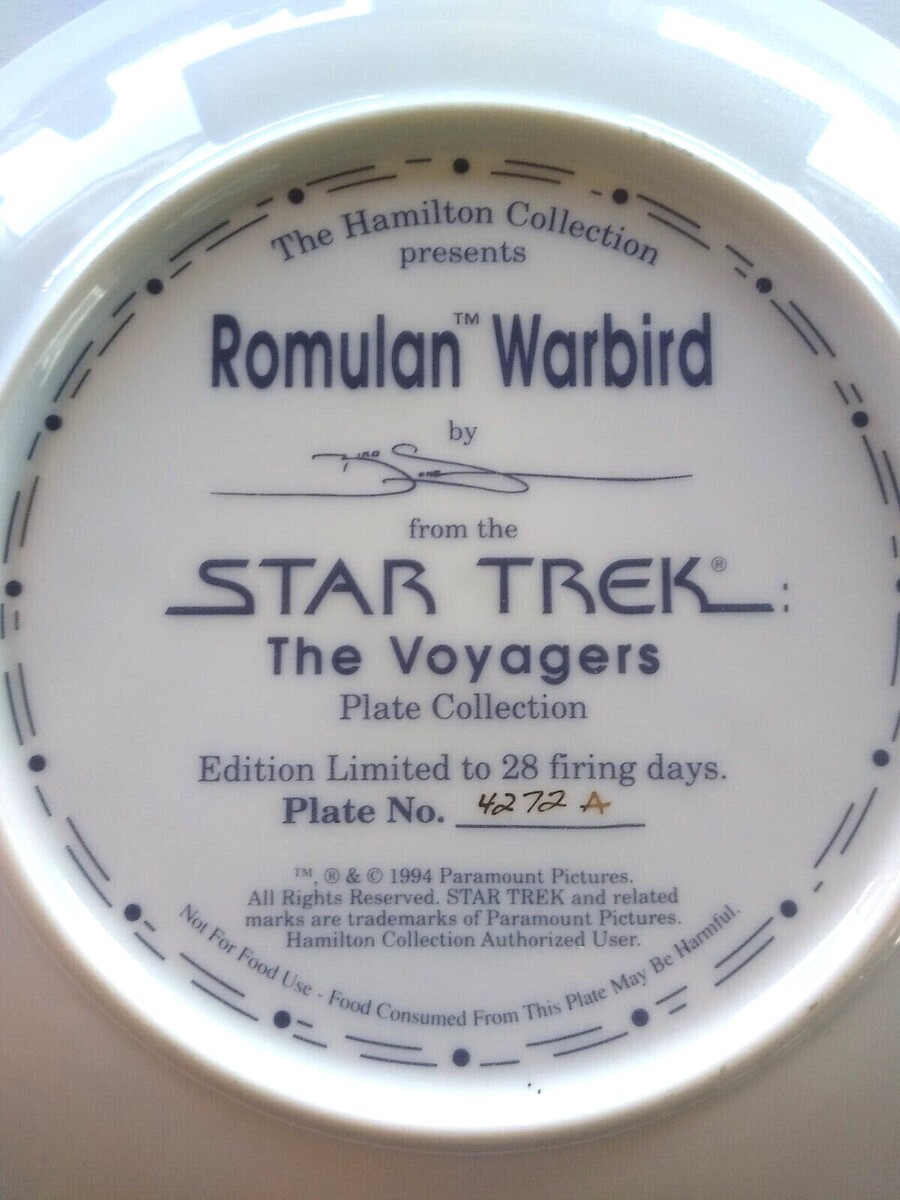 The Hamilton Collection
presents
Romulan™ Warbird
by
from the
STAR TREK®:
The Voyagers
Plate Collection
Edition Limited to 28 firing days.
Plate No. 4272 A
™, ® & © 1994 Paramount Pictures.
All Rights Reserved. STAR TREK and related
marks are trademarks of Paramount Pictures.
Hamilton Collection Authorized User.
Not For Food Use - Food Consumed From This Plate May Be Harmful.